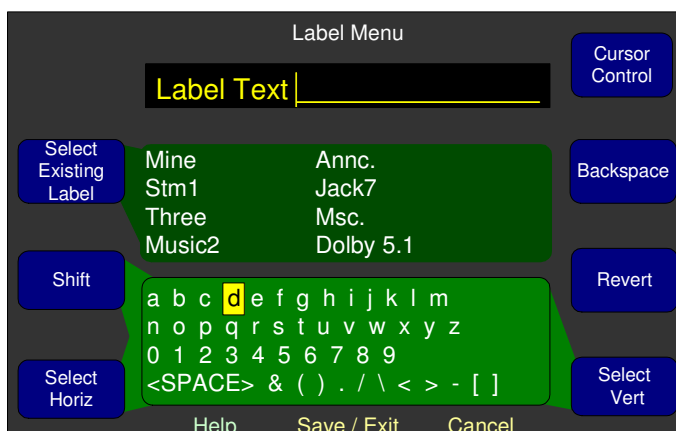 Label Menu
Cursor
Control
Label Text
Select
Existing
Label
Mine Annc.
Stm1 Jack7
Three Msc.
Music2 Dolby 5.1
Backspace
Shift
Revert
a b c d e f g h i j k l m
n o p q r s t u v w x y z
0 1 2 3 4 5 6 7 8 9
<SPACE> & ( ) . / \ < > - [ ]
Select
Horiz
Select
Vert
Help Save / Exit Cancel